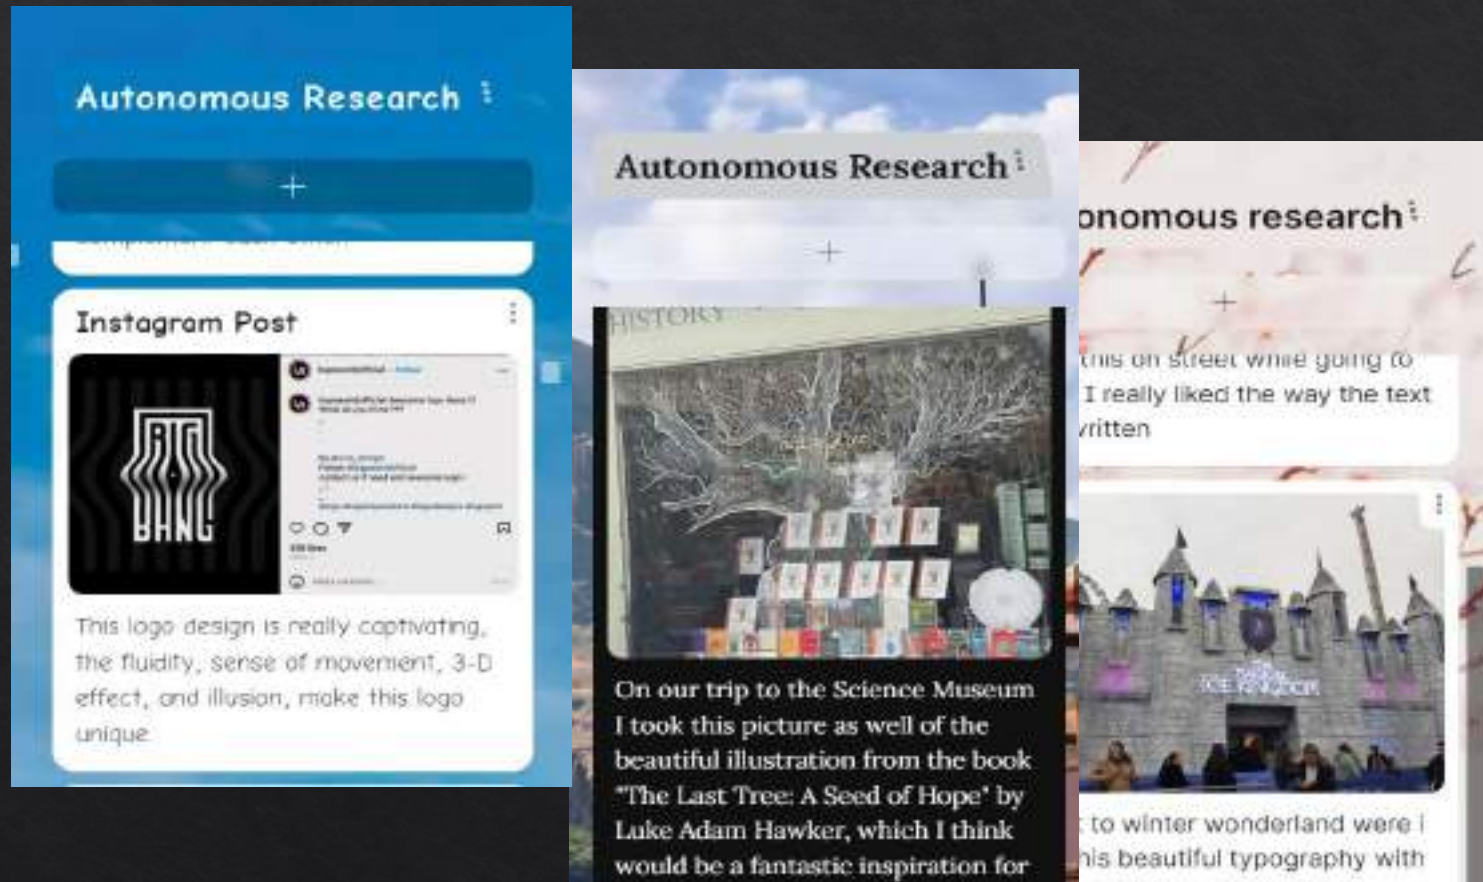 Autonomous Research
+
Instagram Post
BIG
BANG
This logo design is really captivating,
the fluidity, sense of movement, 3-D
effect, and illusion, make this logo
unique
Autonomous Research
+
HISTORY
On our trip to the Science Museum
I took this picture as well of the
beautiful illustration from the book
"The Last Tree: A Seed of Hope" by
Luke Adam Hawker, which I think
would be a fantastic inspiration for
onomous research
+
this on street while going to
I really liked the way the text
written
THE KINGDOM
to winter wonderland were i
his beautiful typography with